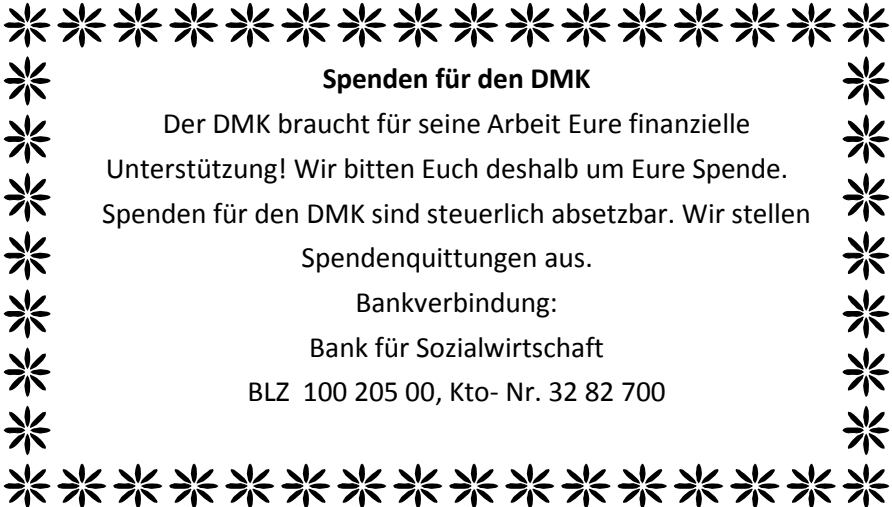 Spenden für den DMK
Der DMK braucht für seine Arbeit Eure finanzielle
Unterstützung! Wir bitten Euch deshalb um Eure Spende.
Spenden für den DMK sind steuerlich absetzbar. Wir stellen
Spendenquittungen aus.
Bankverbindung:
Bank für Sozialwirtschaft
BLZ  100 205 00, Kto- Nr. 32 82 700